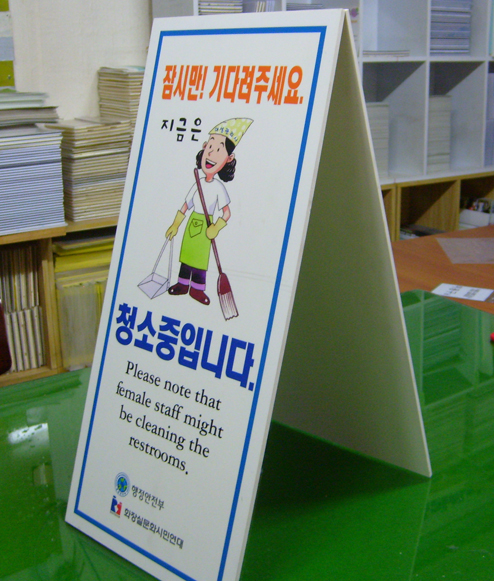 잠시만! 기다려주세요.
지금은
청소중입니다.
Please note that
female staff might
be cleaning the
restrooms.
행정안전부
화장실문화시민연대